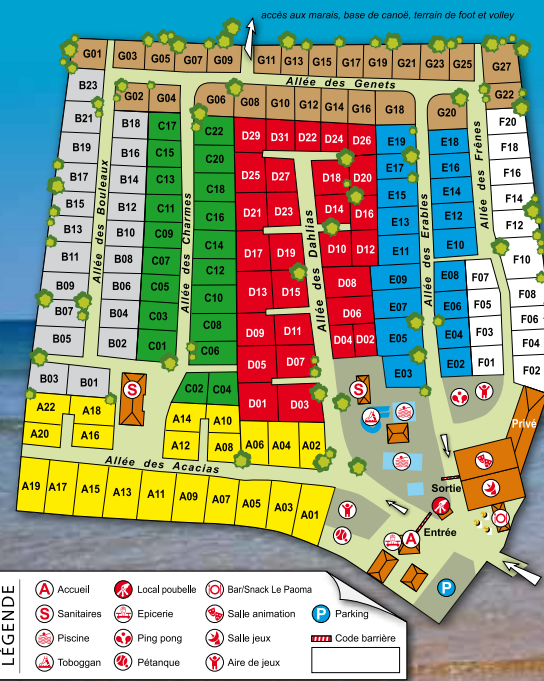 accès aux marais, base de canoë, terrain de foot et volley
G01 G03 G05 G07 G09 G11 G13 G15 G17 G19 G21 G23 G25 G27
Allée des Genets
G02 G04 G06 G08 G10 G12 G14 G16 G18 G20 G22
B23
B21
B19
B17
B15
B13
B11
B09
B07
B05
B03 B01
Allée des Bouleaux
B18
B16
B14
B12
B10
B08
B06
B04
B02
C17
C15
C13
C11
C09
C07
C05
C03
C01
Allée des Charmes
C22
C20
C18
C16
C14
C12
C10
C08
C06
C02 C04
D29 D31 D22 D24 D26
D25 D27 D18 D20
D21 D23 D14 D16
D17 D19 D10 D12
D13 D15 D08
D09 D11 D06
D05 D07 D04 D02
D01 D03
Allée des Dahlias
E19
E17
E15
E13
E11
E09
E07
E05
E03
Allée des Erables
E18
E16
E14
E12
E10
E08
E06
E04
E02
F07
F05
F03
F01
Allée des Frênes
F20
F18
F16
F14
F12
F10
F08
F06
F04
F02
A22 A18
A20 A16
A14 A10
A12 A08 A06 A04 A02
Allée des Acacias
A19 A17 A15 A13 A11 A09 A07 A05 A03 A01
S
S
Privé
Sortie
Entrée
A
P
LÉGENDE
A Accueil
S Sanitaires
Piscine
Toboggan
Local poubelle
Epicerie
Ping pong
Pétanque
Bar/Snack Le Paoma
Salle animation
Salle jeux
Aire de jeux
P Parking
Code barrière